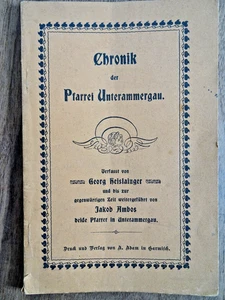 Chronik
der
Pfarrei Unterammergau.
Verfasst von
Georg Heislainger
und bis zur
gegenwärtigen Zeit weitergeführt von
Jakob Ambos
beide Pfarrer in Unterammergau.
Druck und Verlag von A. Adam in Garmisch.